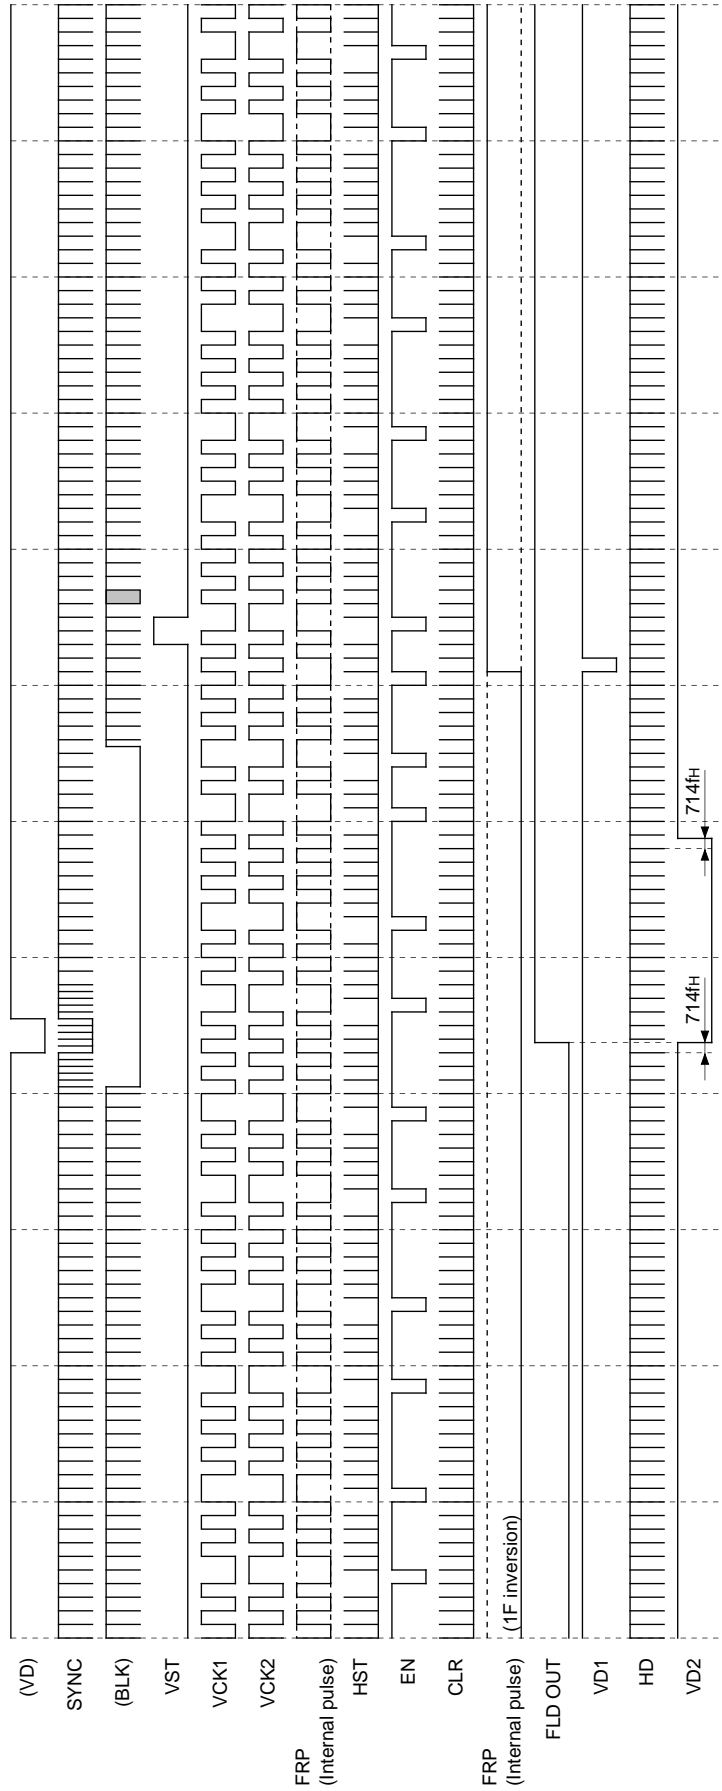 (VD)
SYNC
(BLK)
VST
VCK1
VCK2
FRP
(Internal pulse)
HST
EN
CLR
FRP
(Internal pulse)
(1F inversion)
FLD OUT
VD1
HD
VD2
714fH
714fH